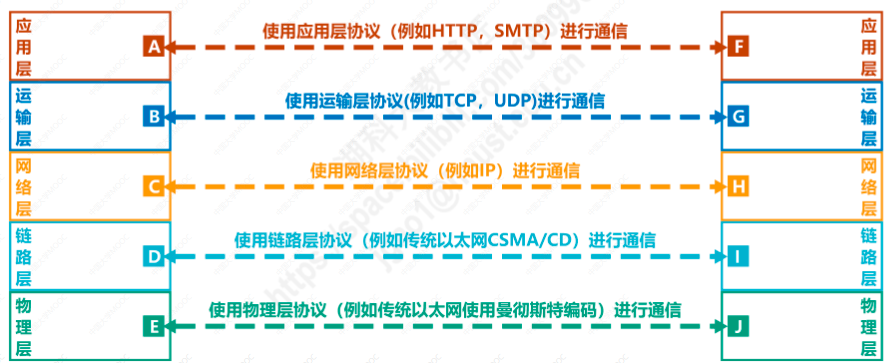 应用层 A 使用应用层协议（例如HTTP，SMTP）进行通信 F 应用层
运输层 B 使用运输层协议(例如TCP，UDP)进行通信 G 运输层
网络层 C 使用网络层协议（例如IP）进行通信 H 网络层
链路层 D 使用链路层协议（例如传统以太网CSMA/CD）进行通信 I 链路层
物理层 E 使用物理层协议（例如传统以太网使用曼彻斯特编码）进行通信 J 物理层